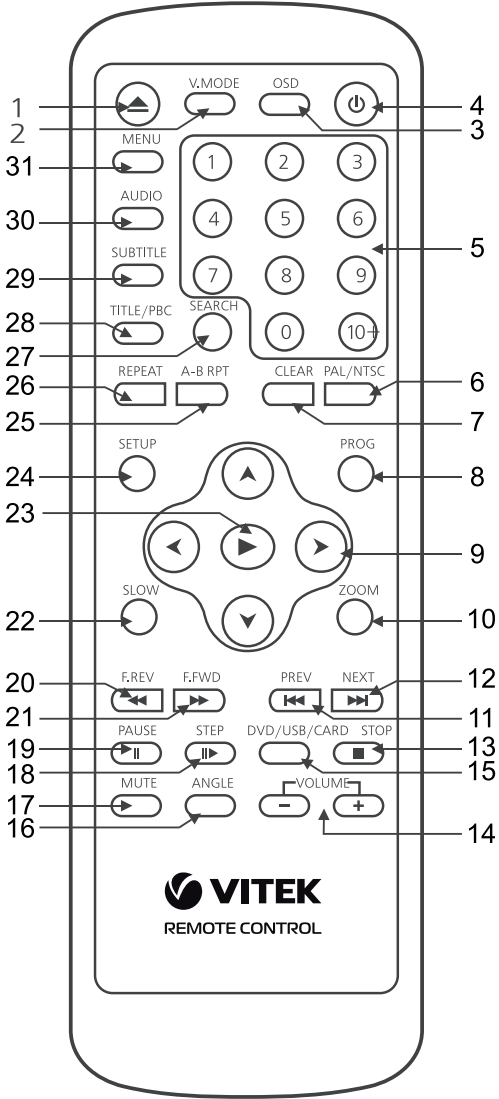 V.MODE OSD
1 4
2 3
MENU
31 1 2 3
AUDIO
30 4 5 6 5
SUBTITLE
29 7 8 9
TITLE/PBC SEARCH
28 0 10+
27
REPEAT A-B RPT CLEAR PAL/NTSC
26 6
25 7
SETUP PROG
24 8
23
9
SLOW ZOOM
22 10
F.REV F.FWD PREV NEXT
20 12
21 11
PAUSE STEP DVD/USB/CARD STOP
19 13
18 15
MUTE ANGLE VOLUME
17 - +
16 14
VITEK
REMOTE CONTROL